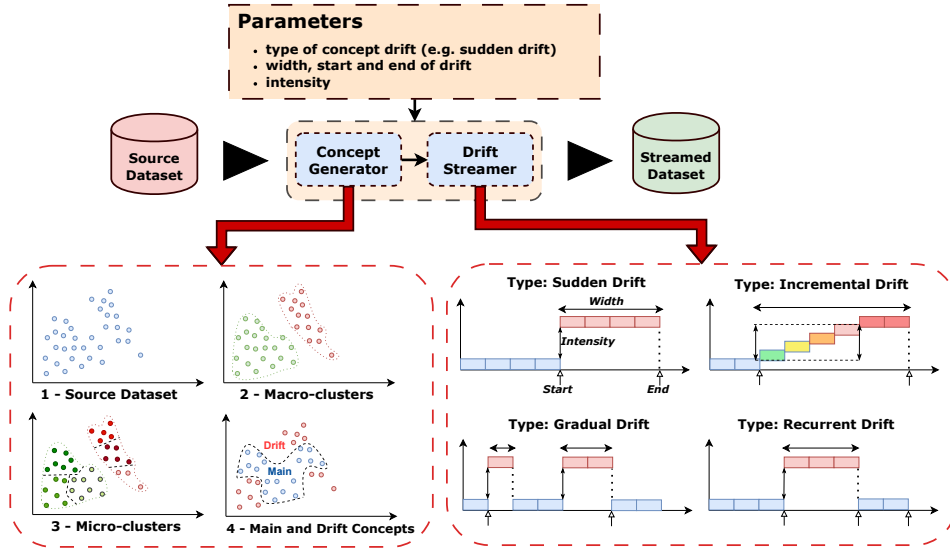 Parameters
• type of concept drift (e.g. sudden drift)
• width, start and end of drift
• intensity
Source
Dataset
Concept
Generator
Drift
Streamer
Streamed
Dataset
1 - Source Dataset
2 - Macro-clusters
3 - Micro-clusters
Drift
Main
4 - Main and Drift Concepts
Type: Sudden Drift
Width
Intensity
Start
End
Type: Incremental Drift
Type: Gradual Drift
Type: Recurrent Drift